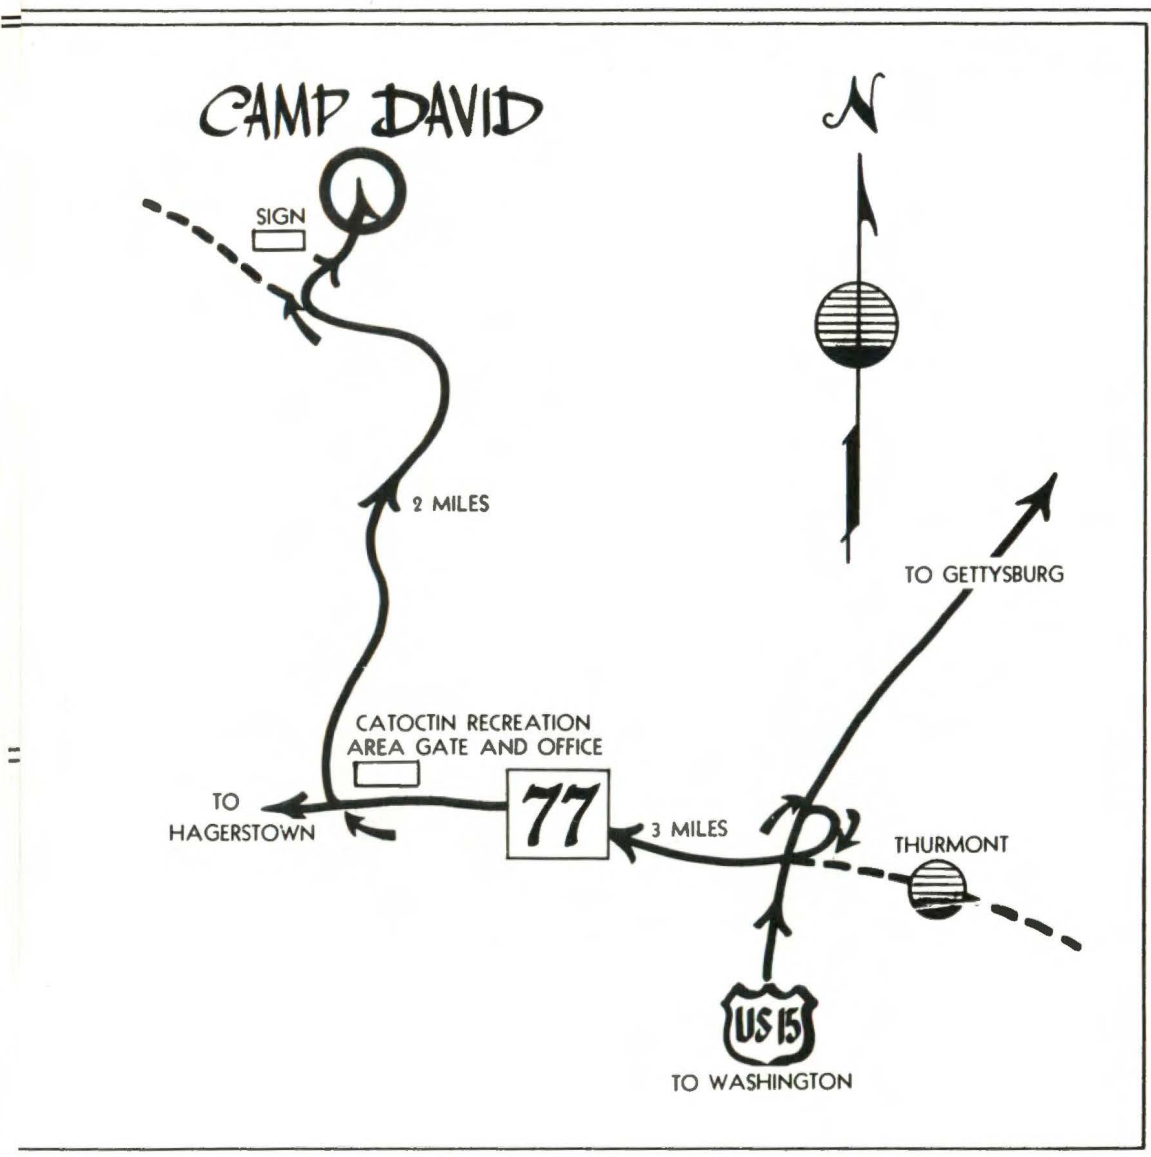 CAMP DAVID
N
SIGN
2 MILES
TO GETTYSBURG
CATOCTIN RECREATION
AREA GATE AND OFFICE
77
TO
HAGERSTOWN
3 MILES
THURMONT
US 15
TO WASHINGTON